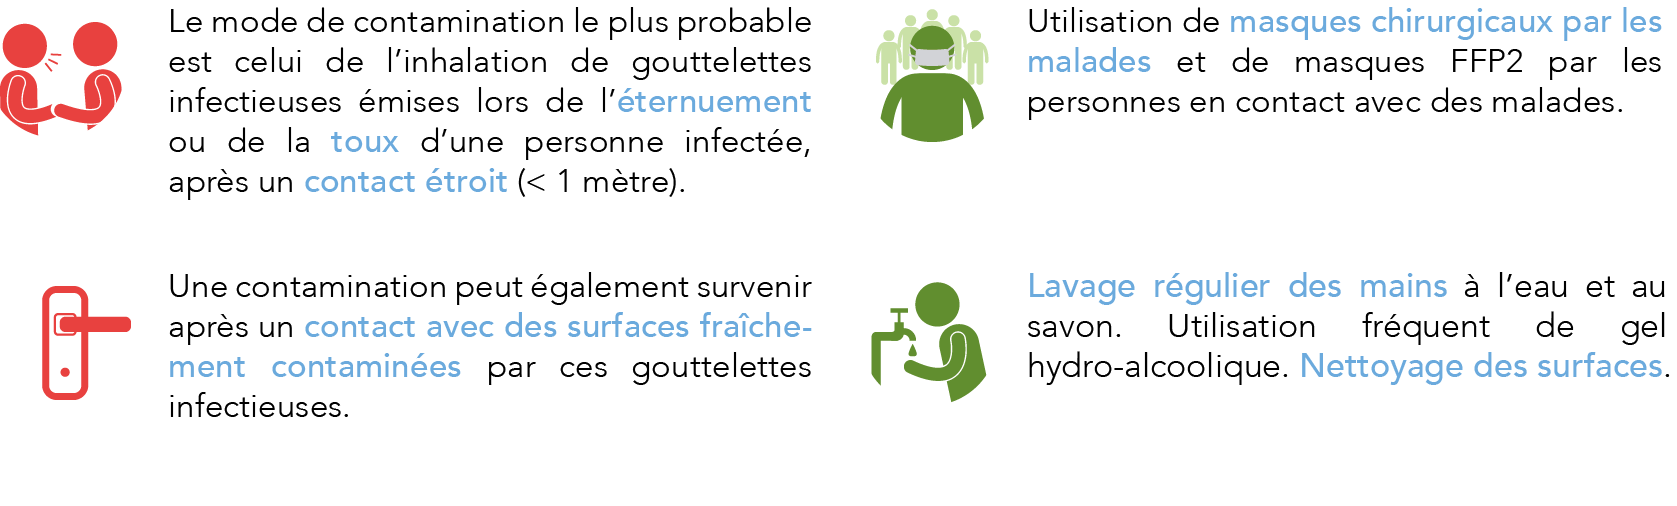 Le mode de contamination le plus probable
est celui de l’inhalation de gouttelettes
infectieuses émises lors de l’éternuement
ou de la toux d’une personne infectée,
après un contact étroit (< 1 mètre).
Utilisation de masques chirurgicaux par les
malades et de masques FFP2 par les
personnes en contact avec des malades.
Une contamination peut également survenir
après un contact avec des surfaces fraîche-
ment contaminées par ces gouttelettes
infectieuses.
Lavage régulier des mains à l’eau et au
savon. Utilisation fréquent de gel
hydro-alcoolique. Nettoyage des surfaces.